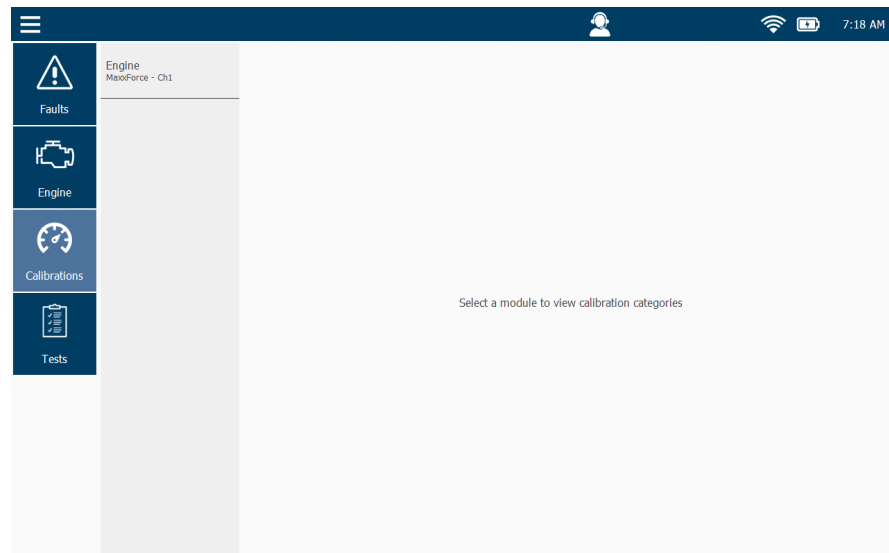 7:18 AM
Faults
Engine
Calibrations
Tests
Engine
MaxxForce - Ch1
Select a module to view calibration categories